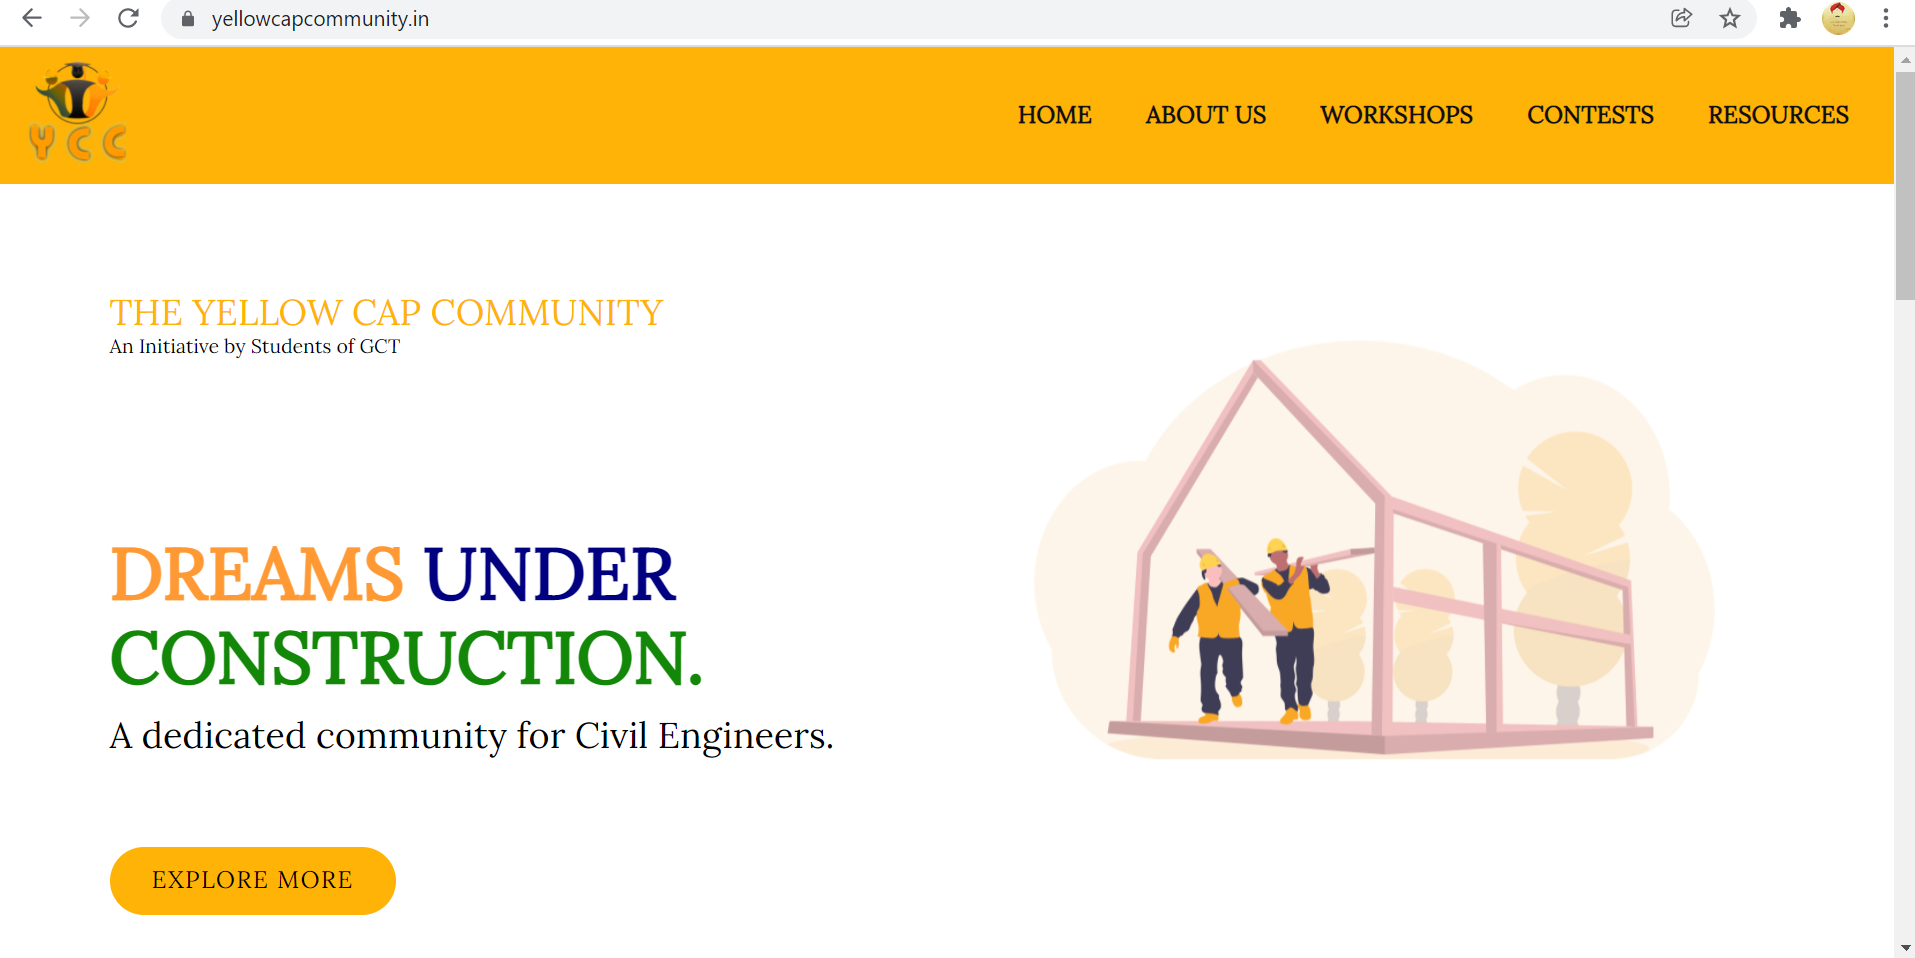 yellowcapcommunity.in
YCC
HOME ABOUT US WORKSHOPS CONTESTS RESOURCES
THE YELLOW CAP COMMUNITY
An Initiative by Students of GCT
DREAMS UNDER
CONSTRUCTION.
A dedicated community for Civil Engineers.
EXPLORE MORE